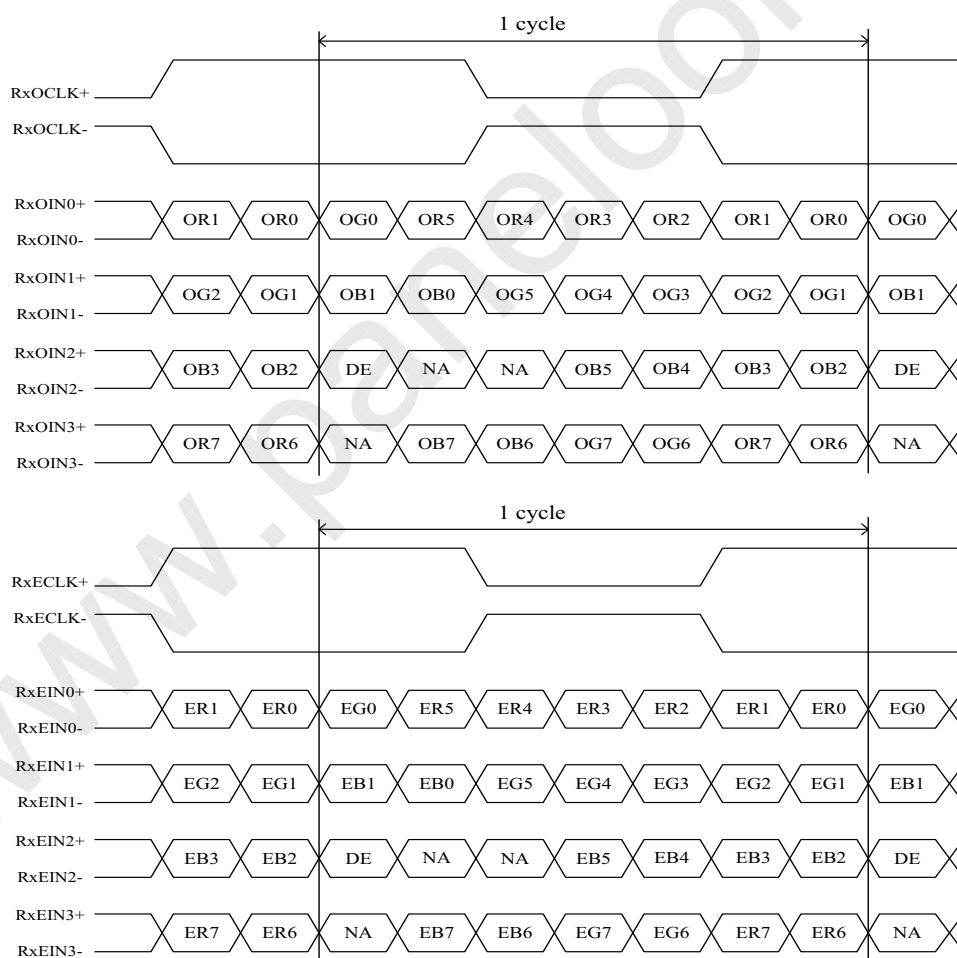 1 cycle
RxOCLK+
RxOCLK-
RxOIN0+
OR1 OR0 OG0 OR5 OR4 OR3 OR2 OR1 OR0 OG0
RxOIN0-
RxOIN1+
OG2 OG1 OB1 OB0 OG5 OG4 OG3 OG2 OG1 OB1
RxOIN1-
RxOIN2+
OB3 OB2 DE NA NA OB5 OB4 OB3 OB2 DE
RxOIN2-
RxOIN3+
OR7 OR6 NA OB7 OB6 OG7 OG6 OR7 OR6 NA
RxOIN3-
1 cycle
RxECLK+
RxECLK-
RxEIN0+
ER1 ER0 EG0 ER5 ER4 ER3 ER2 ER1 ER0 EG0
RxEIN0-
RxEIN1+
EG2 EG1 EB1 EB0 EG5 EG4 EG3 EG2 EG1 EB1
RxEIN1-
RxEIN2+
EB3 EB2 DE NA NA EB5 EB4 EB3 EB2 DE
RxEIN2-
RxEIN3+
ER7 ER6 NA EB7 EB6 EG7 EG6 ER7 ER6 NA
RxEIN3-
www.paneloo